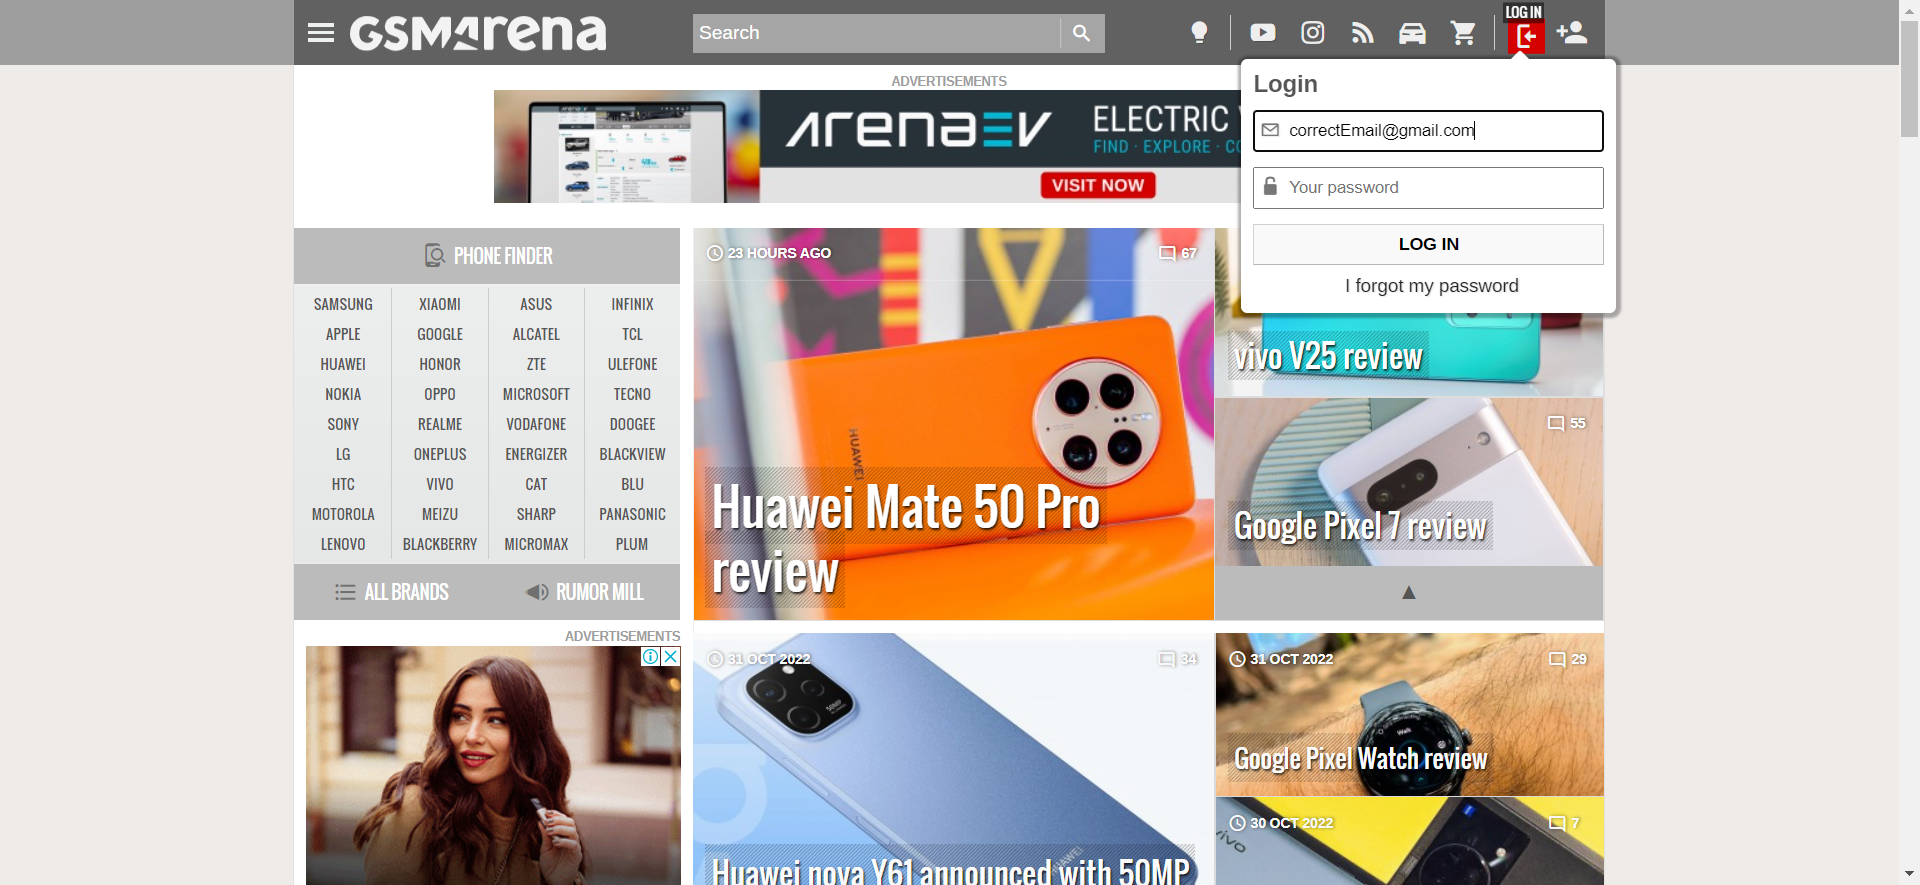 GSMArena
Search
LOG IN
Login
correctEmail@gmail.com
Your password
LOG IN
I forgot my password
ADVERTISEMENTS
ARENAEV
ELECTRIC
FIND · EXPLORE
VISIT NOW
PHONE FINDER
SAMSUNG XIAOMI ASUS INFINIX
APPLE GOOGLE ALCATEL TCL
HUAWEI HONOR ZTE ULEFONE
NOKIA OPPO MICROSOFT TECNO
SONY REALME VODAFONE DOOGEE
LG ONEPLUS ENERGIZER BLACKVIEW
HTC VIVO CAT BLU
MOTOROLA MEIZU SHARP PANASONIC
LENOVO BLACKBERRY MICROMAX PLUM
ALL BRANDS RUMOR MILL
ADVERTISEMENTS
23 HOURS AGO 67
HUAWEI
Huawei Mate 50 Pro
review
vivo V25 review
55
Google Pixel 7 review
31 OCT 2022 34
50MP
HUAWEI
Huawei nova Y61 announced with 50MP
31 OCT 2022 29
Walk
Google Pixel Watch review
30 OCT 2022 7
vivo